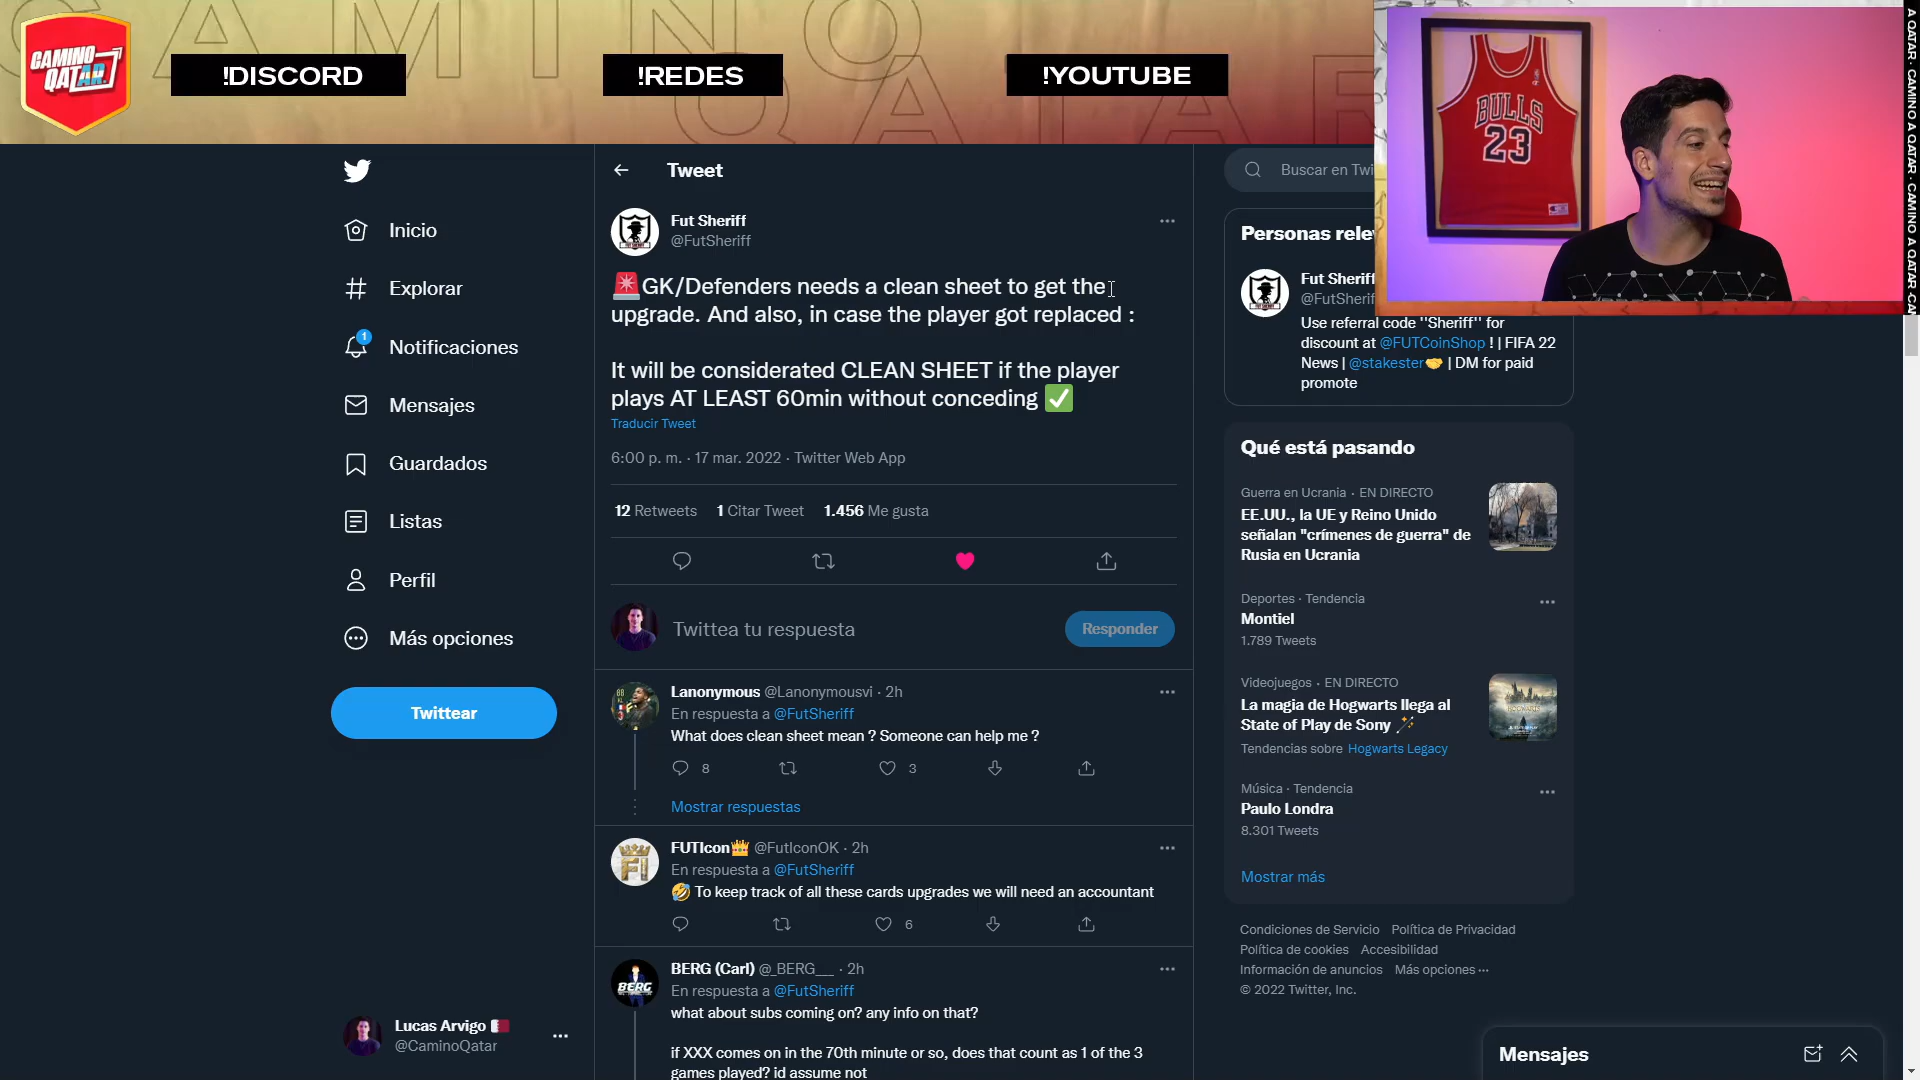 CAMINO QATAR
CAMINO
QATAR
!DISCORD
!REDES
!YOUTUBE
BULLS
23
A QATAR · CAMINO A QATAR · CAMINO A QATAR · CA
Tweet
Buscar en Twi
Inicio
Explorar
1
Notificaciones
Mensajes
Guardados
Listas
Perfil
Más opciones
Twittear
Lucas Arvigo
@CaminoQatar
Fut Sheriff
@FutSheriff
🚨GK/Defenders needs a clean sheet to get the
upgrade. And also, in case the player got replaced :
It will be considerated CLEAN SHEET if the player
plays AT LEAST 60min without conceding ✅
Traducir Tweet
6:00 p. m. · 17 mar. 2022 · Twitter Web App
12 Retweets 1 Citar Tweet 1.456 Me gusta
Twittea tu respuesta
Responder
Lanonymous @Lanonymousvi · 2h
En respuesta a @FutSheriff
What does clean sheet mean ? Someone can help me ?
8 3
Mostrar respuestas
FUTIcon👑 @FutIconOK · 2h
En respuesta a @FutSheriff
🤣 To keep track of all these cards upgrades we will need an accountant
6
BERG
BERG (Carl) @_BERG___ · 2h
En respuesta a @FutSheriff
what about subs coming on? any info on that?
if XXX comes on in the 70th minute or so, does that count as 1 of the 3
games played? id assume not
Personas rele
Fut Sheriff
@FutSherif
Use referral code ''Sheriff'' for
discount at @FUTCoinShop ! | FIFA 22
News | @stakester🤝 | DM for paid
promote
Qué está pasando
Guerra en Ucrania · EN DIRECTO
EE.UU., la UE y Reino Unido
señalan "crímenes de guerra" de
Rusia en Ucrania
Deportes · Tendencia
Montiel
1.789 Tweets
Videojuegos · EN DIRECTO
La magia de Hogwarts llega al
State of Play de Sony 🪄
Tendencias sobre Hogwarts Legacy
Música · Tendencia
Paulo Londra
8.301 Tweets
Mostrar más
Condiciones de Servicio Política de Privacidad
Política de cookies Accesibilidad
Información de anuncios Más opciones ···
© 2022 Twitter, Inc.
Mensajes